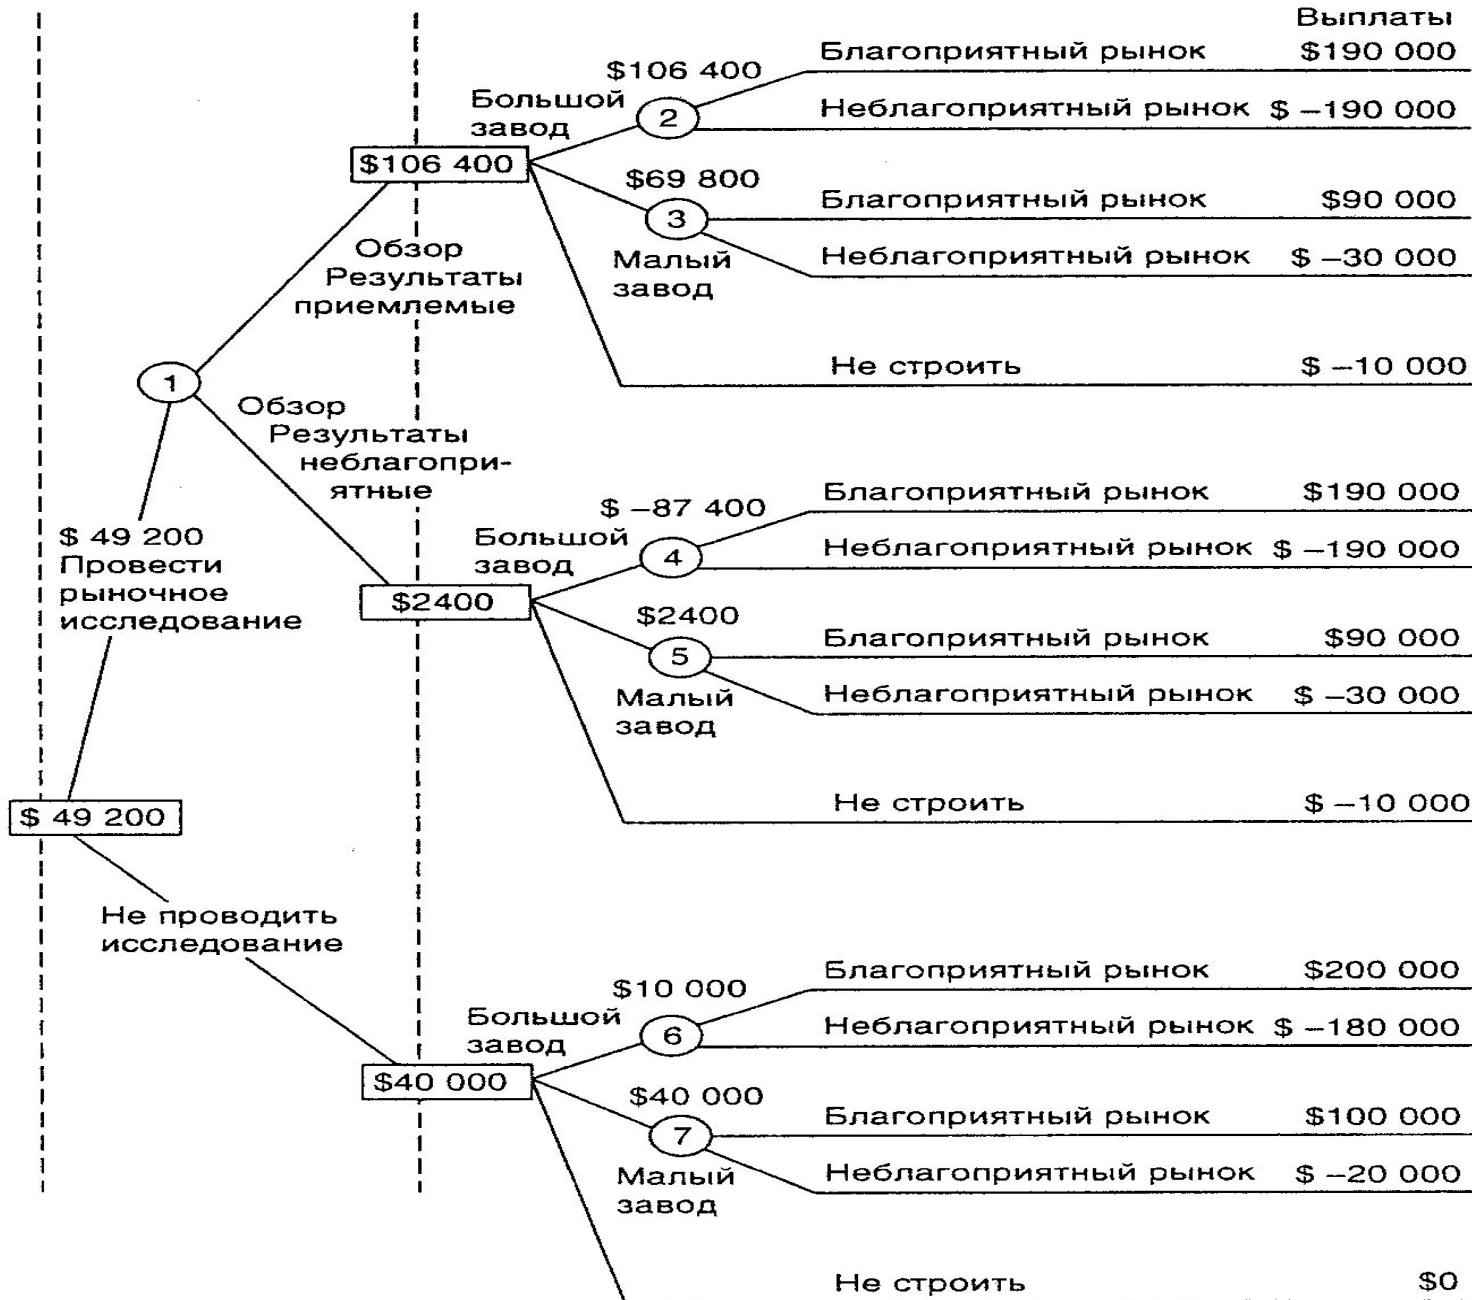 Выплаты
Благоприятный рынок $190 000
$106 400
Большой
завод
2
Неблагоприятный рынок $ –190 000
$106 400
$69 800
3
Благоприятный рынок $90 000
Малый
завод
Неблагоприятный рынок $ –30 000
Обзор
Результаты
приемлемые
Не строить $ –10 000
1
Обзор
Результаты
неблагопри-
ятные
$ 49 200
Провести
рыночное
исследование
$ –87 400
Благоприятный рынок $190 000
Большой
завод
4
Неблагоприятный рынок $ –190 000
$2400
$2400
5
Благоприятный рынок $90 000
Малый
завод
Неблагоприятный рынок $ –30 000
Не строить $ –10 000
$ 49 200
Не проводить
исследование
$10 000
Благоприятный рынок $200 000
Большой
завод
6
Неблагоприятный рынок $ –180 000
$40 000
$40 000
7
Благоприятный рынок $100 000
Малый
завод
Неблагоприятный рынок $ –20 000
Не строить $0